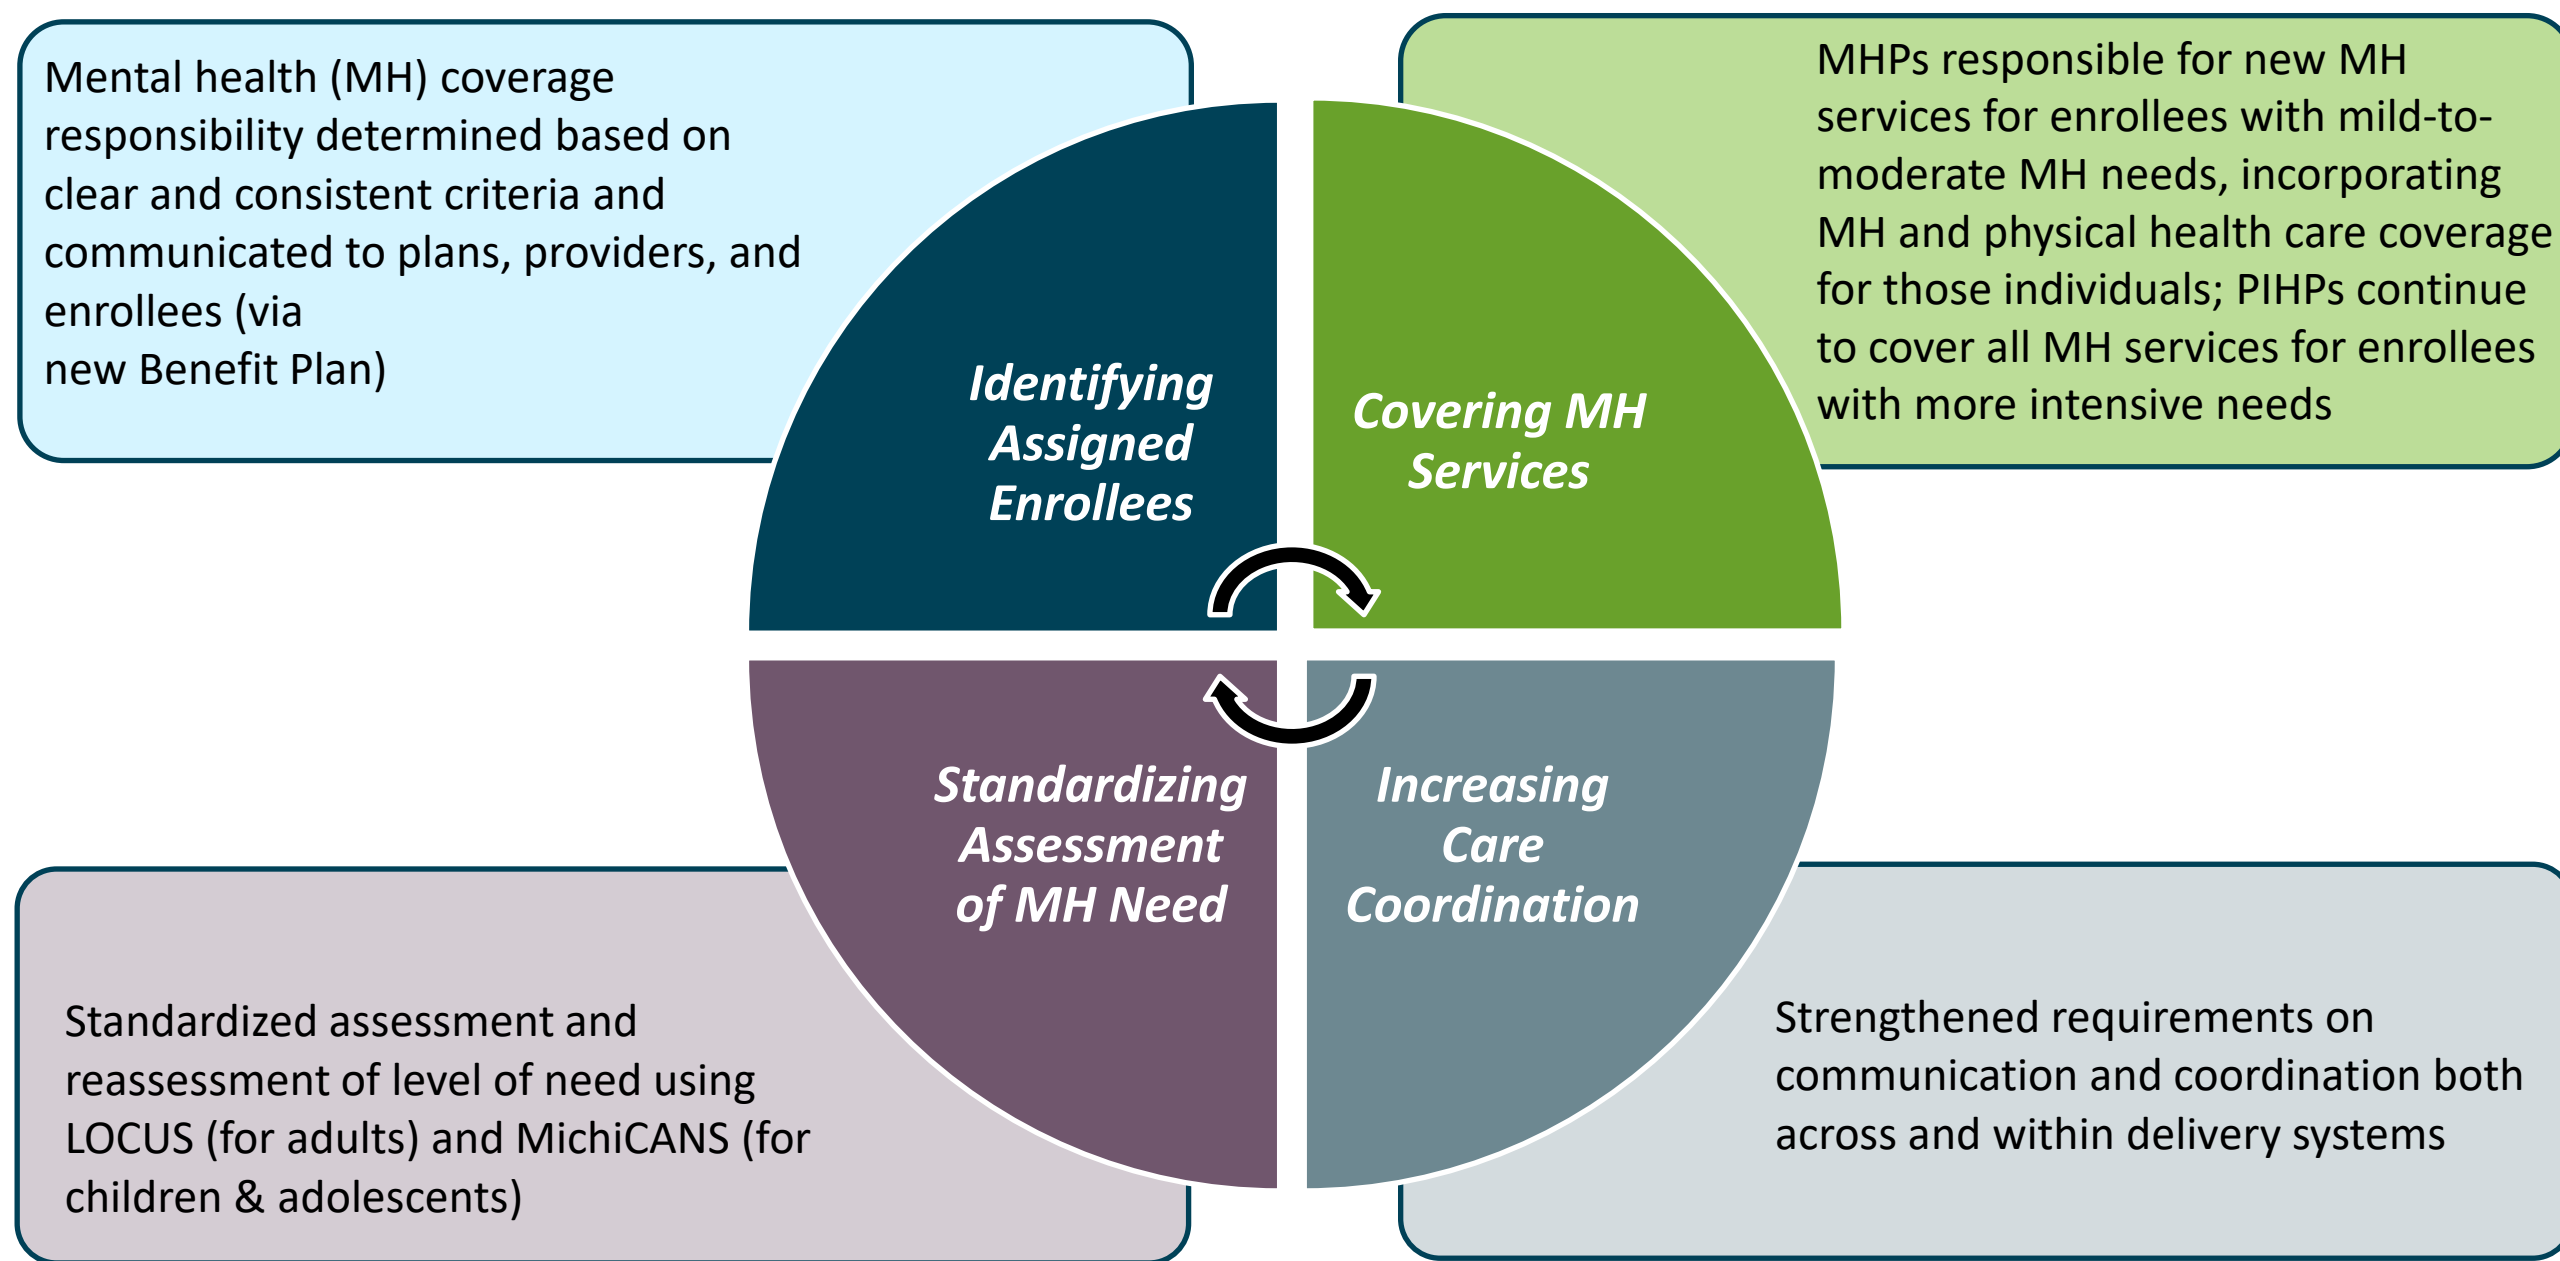 Mental health (MH) coverage
responsibility determined based on
clear and consistent criteria and
communicated to plans, providers, and
enrollees (via
new Benefit Plan)
Identifying
Assigned
Enrollees
MHPs responsible for new MH
services for enrollees with mild-to-
moderate MH needs, incorporating
MH and physical health care coverage
for those individuals; PIHPs continue
to cover all MH services for enrollees
with more intensive needs
Covering MH
Services
Standardizing
Assessment
of MH Need
Standardized assessment and
reassessment of level of need using
LOCUS (for adults) and MichiCANS (for
children & adolescents)
Increasing
Care
Coordination
Strengthened requirements on
communication and coordination both
across and within delivery systems